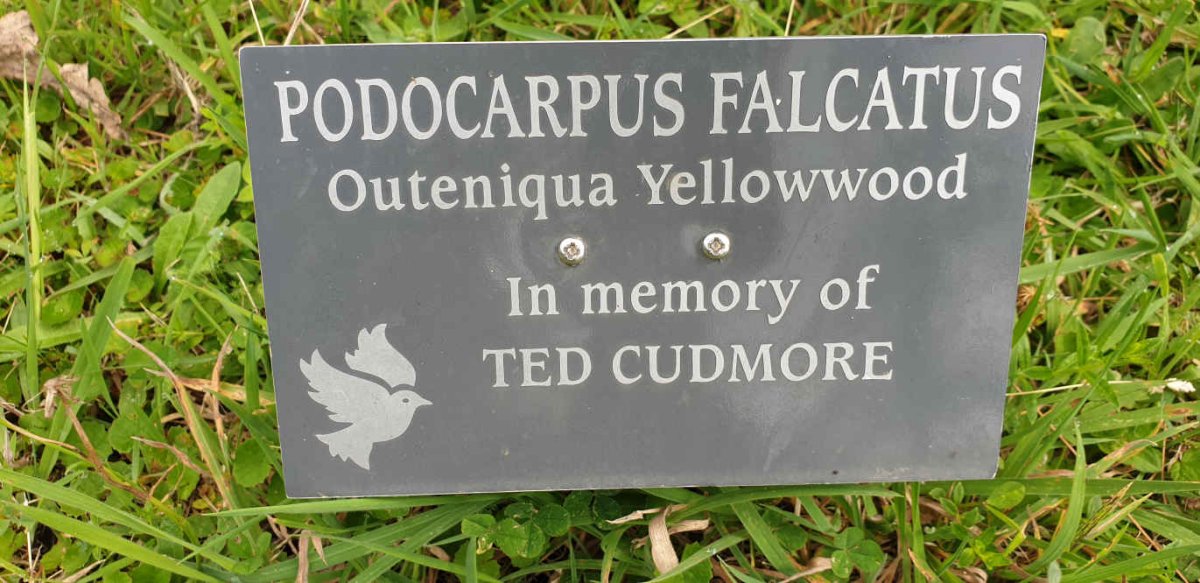 PODOCARPUS FALCATUS
Outeniqua Yellowwood
In memory of
TED CUDMORE